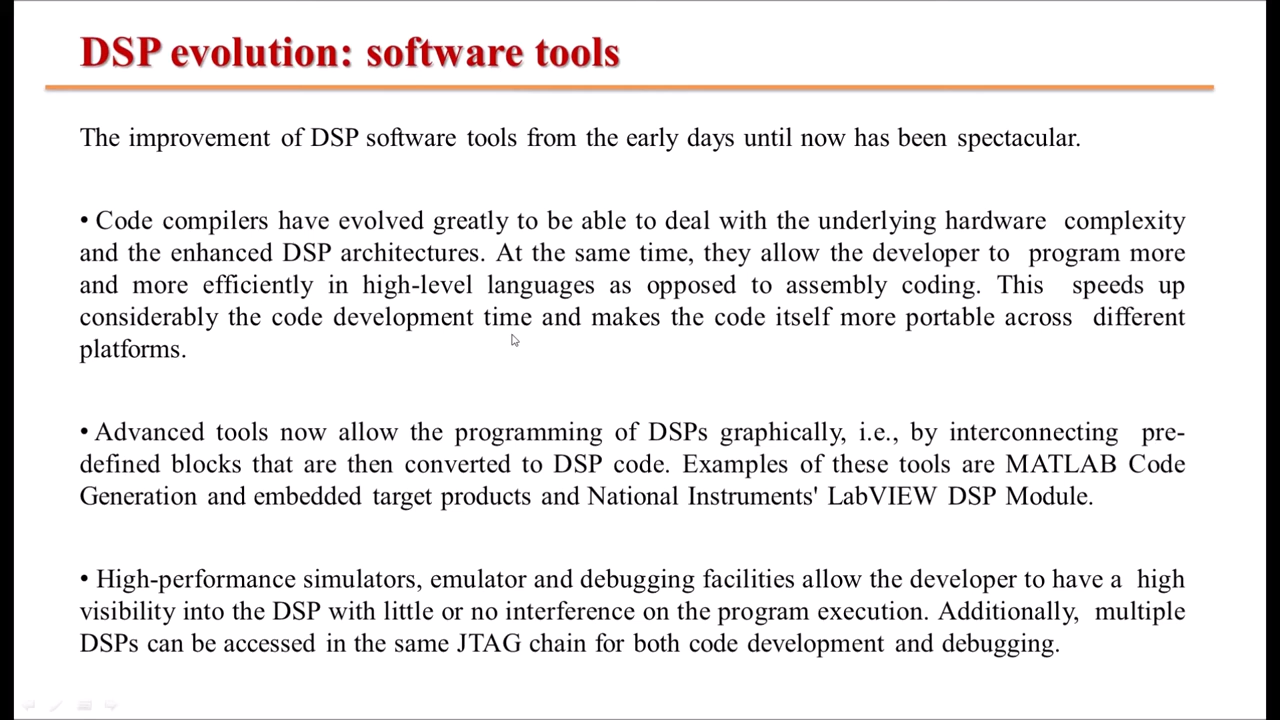 DSP evolution: software tools
The improvement of DSP software tools from the early days until now has been spectacular.
• Code compilers have evolved greatly to be able to deal with the underlying hardware complexity
and the enhanced DSP architectures. At the same time, they allow the developer to program more
and more efficiently in high-level languages as opposed to assembly coding. This speeds up
considerably the code development time and makes the code itself more portable across different
platforms.
• Advanced tools now allow the programming of DSPs graphically, i.e., by interconnecting pre-
defined blocks that are then converted to DSP code. Examples of these tools are MATLAB Code
Generation and embedded target products and National Instruments' LabVIEW DSP Module.
• High-performance simulators, emulator and debugging facilities allow the developer to have a high
visibility into the DSP with little or no interference on the program execution. Additionally, multiple
DSPs can be accessed in the same JTAG chain for both code development and debugging.